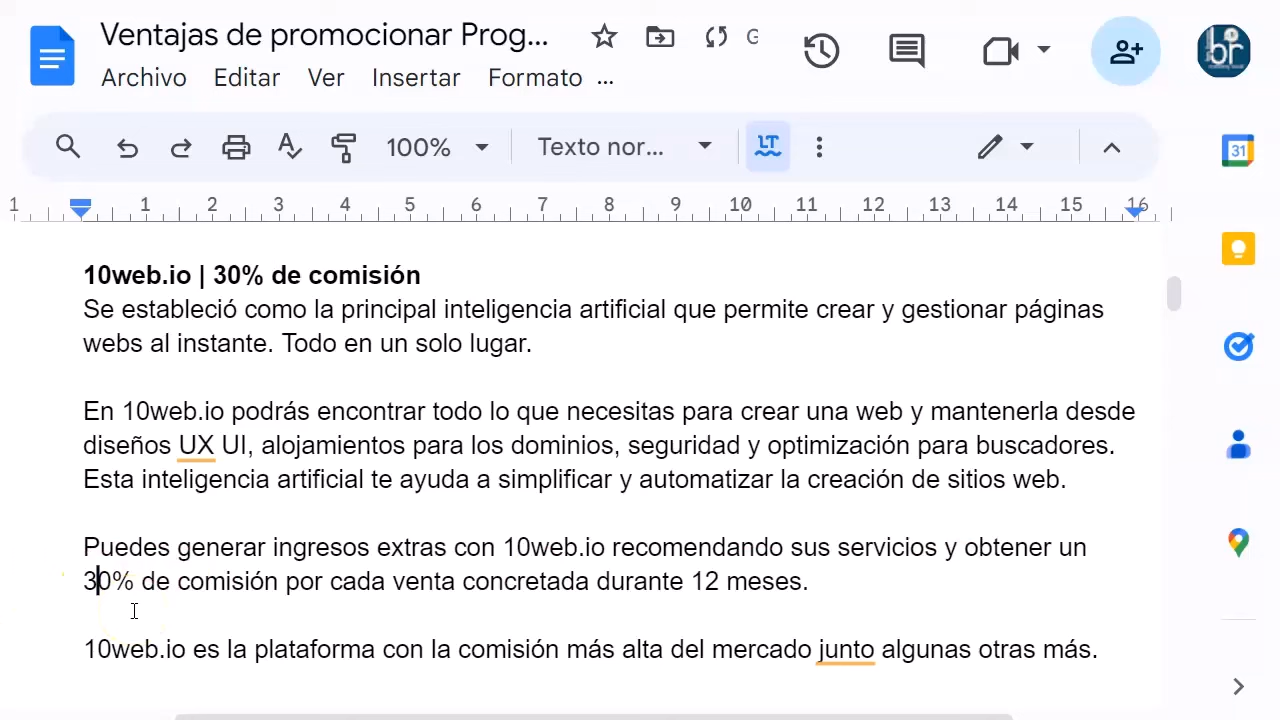 Ventajas de promocionar Prog...
G
Archivo Editar Ver Insertar Formato ...
100% Texto nor... LT
31
1 1 2 3 4 5 6 7 8 9 10 11 12 13 14 15 16
10web.io | 30% de comisión
Se estableció como la principal inteligencia artificial que permite crear y gestionar páginas
webs al instante. Todo en un solo lugar.
En 10web.io podrás encontrar todo lo que necesitas para crear una web y mantenerla desde
diseños UX UI, alojamientos para los dominios, seguridad y optimización para buscadores.
Esta inteligencia artificial te ayuda a simplificar y automatizar la creación de sitios web.
Puedes generar ingresos extras con 10web.io recomendando sus servicios y obtener un
30% de comisión por cada venta concretada durante 12 meses.
10web.io es la plataforma con la comisión más alta del mercado junto algunas otras más.